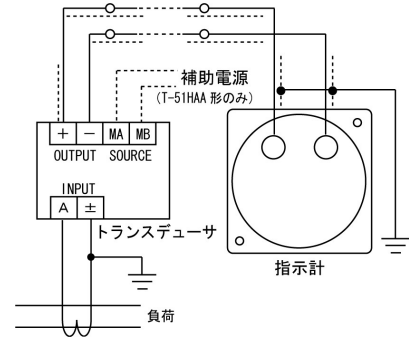 補助電源
(T-51HAA 形のみ)
+ − MA MB
OUTPUT SOURCE
INPUT
A ±
トランスデューサ
指示計
負荷